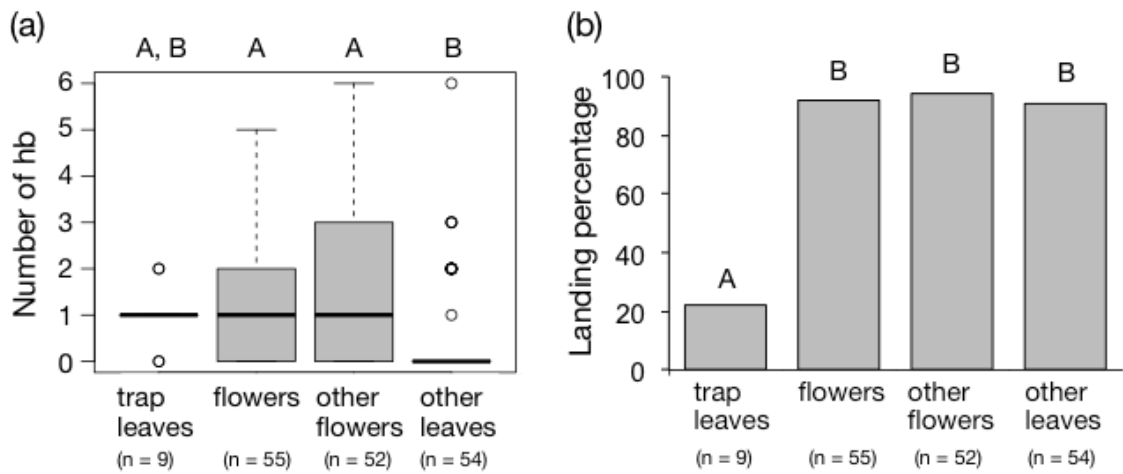 (a)
A, B A A B
Number of hb
6
5
4
3
2
1
0
trap leaves
flowers
other flowers
other leaves
(n = 9) (n = 55) (n = 52) (n = 54)
(b)
B B B
A
Landing percentage
100
80
60
40
20
0
trap leaves
flowers
other flowers
other leaves
(n = 9) (n = 55) (n = 52) (n = 54)